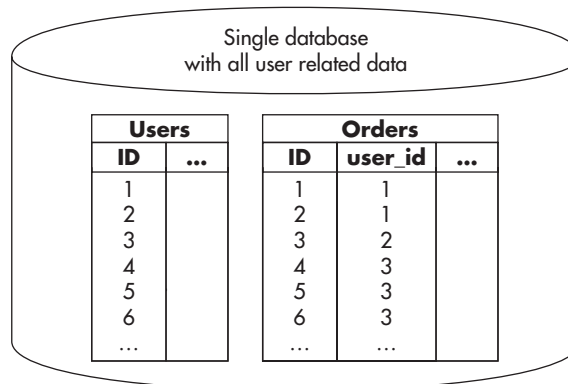 Single database
with all user related data
Users
ID ...
1
2
3
4
5
6
...
Orders
ID user_id ...
1 1
2 1
3 2
4 3
5 3
6 3
... ...